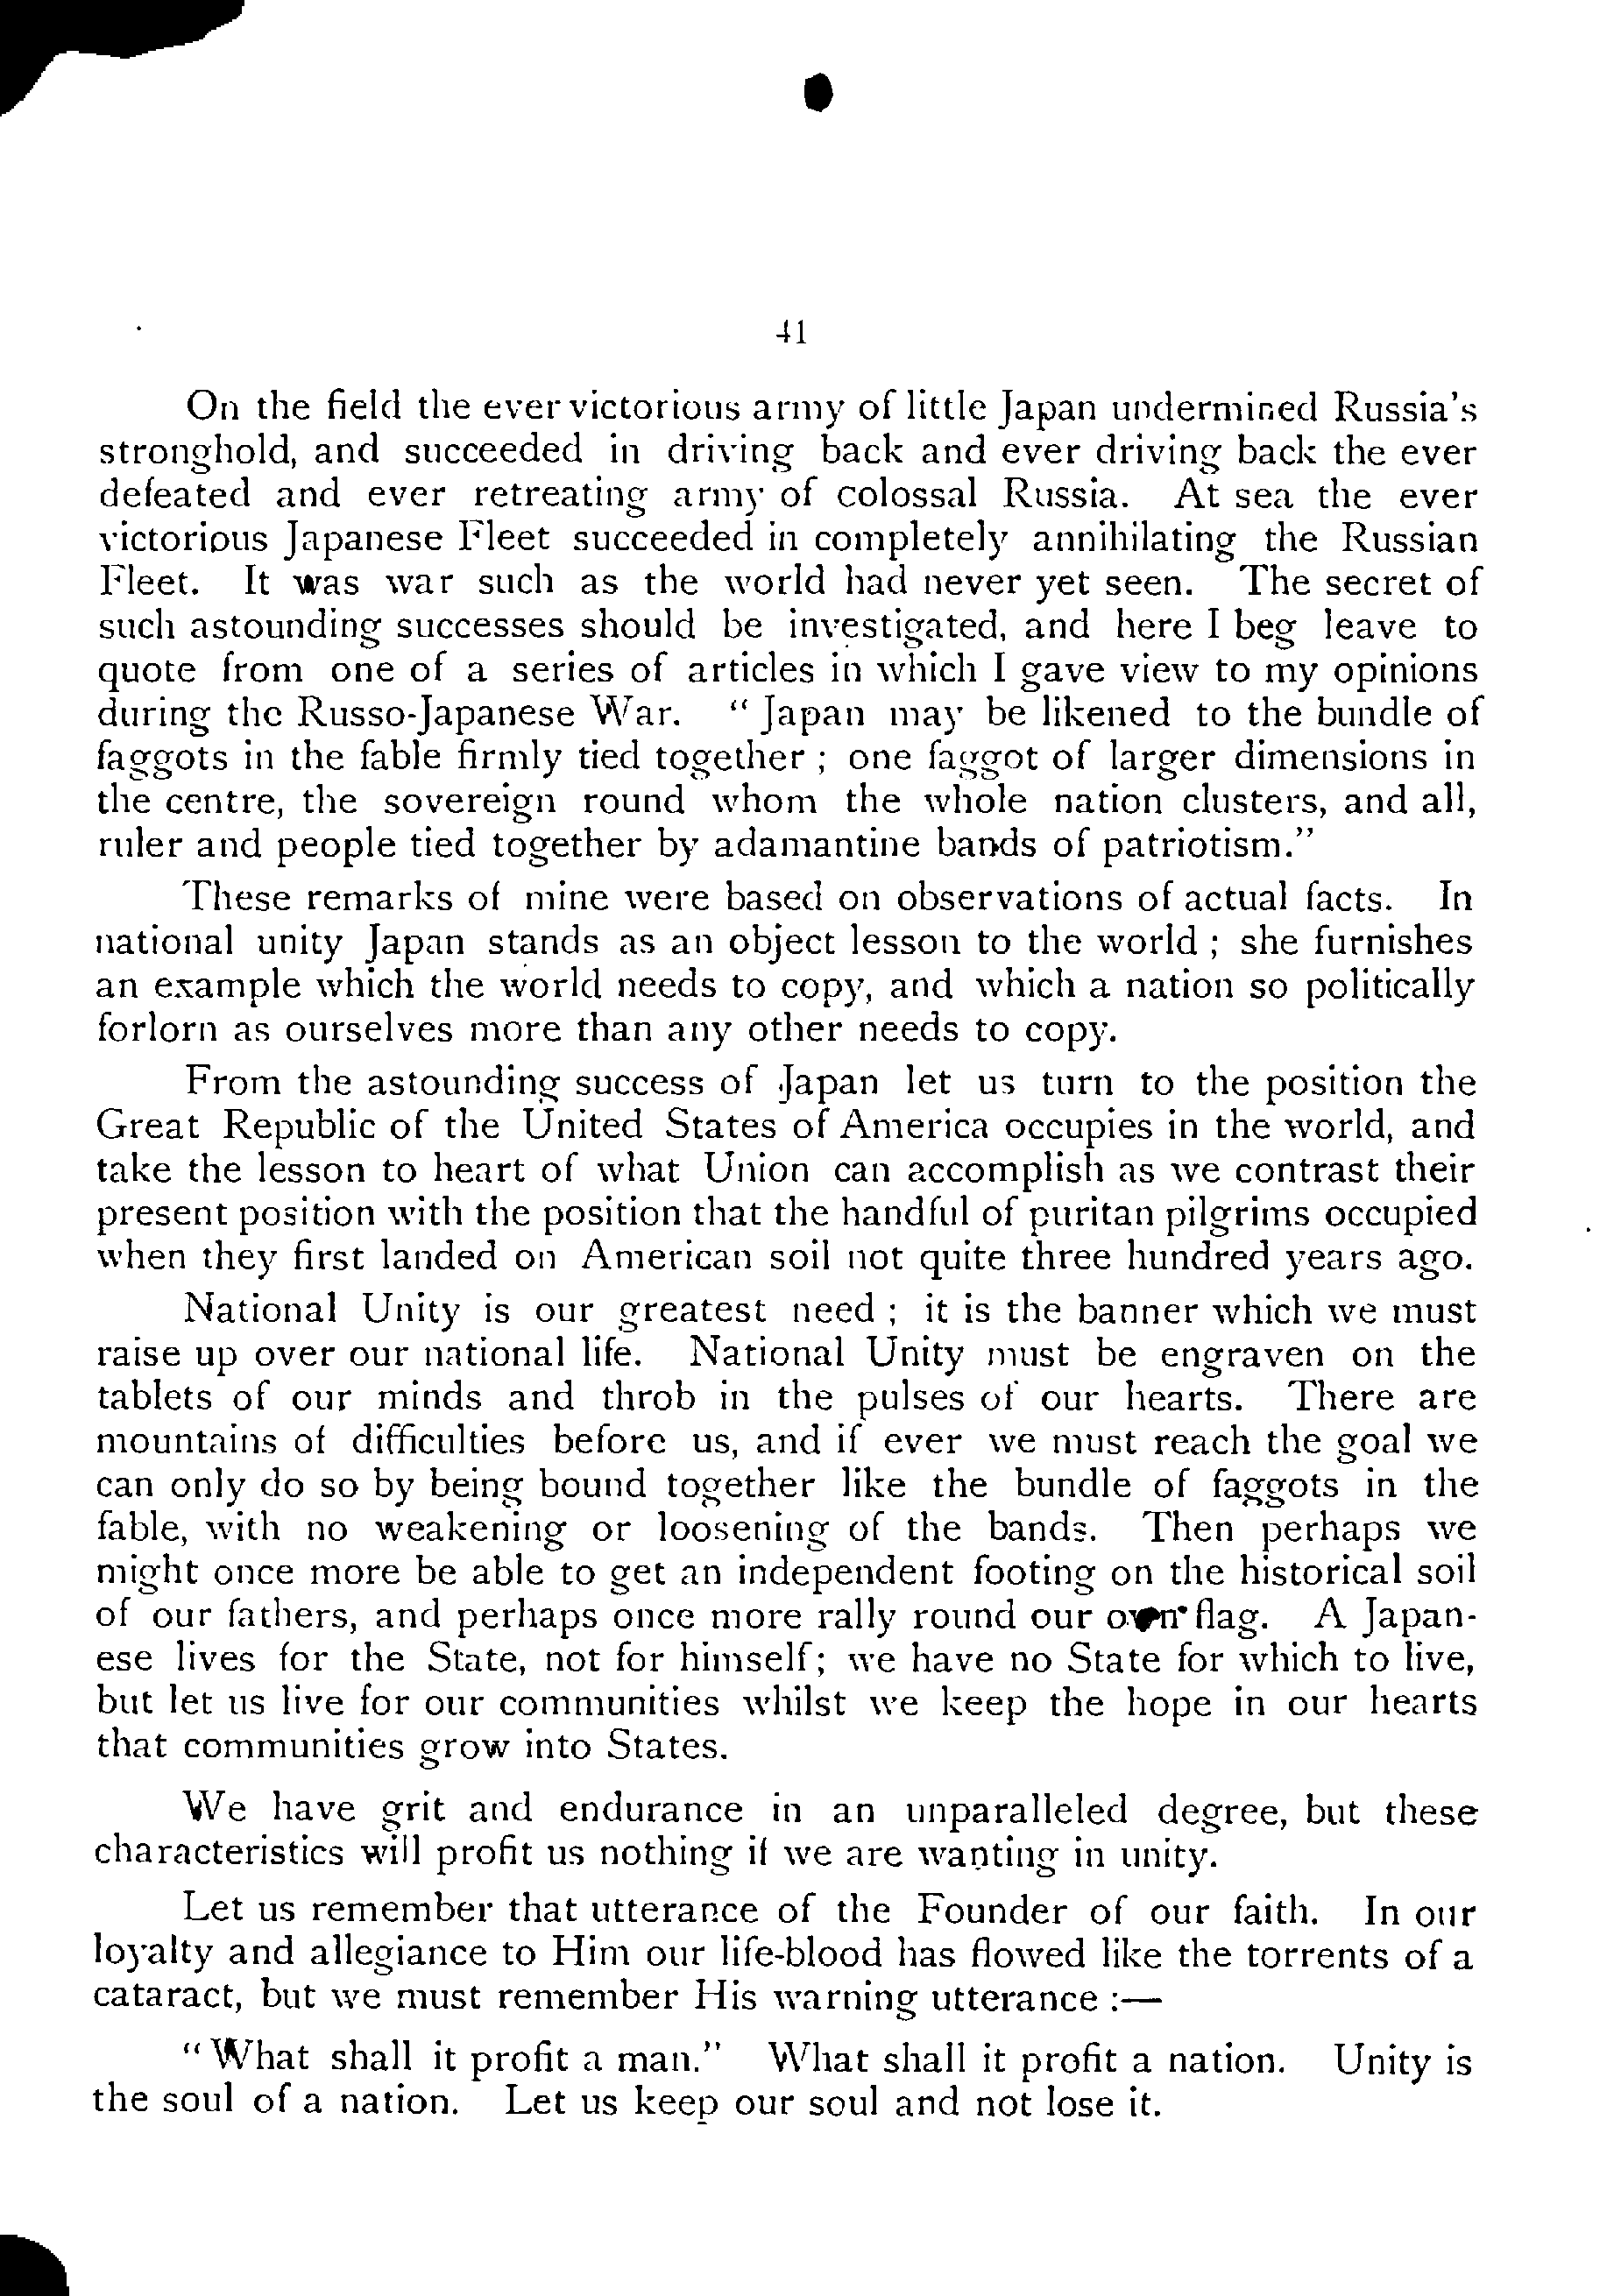 41
On the field the ever victorious army of little Japan undermined Russia's
stronghold, and succeeded in driving back and ever driving back the ever
defeated and ever retreating army of colossal Russia. At sea the ever
victorious Japanese Fleet succeeded in completely annihilating the Russian
Fleet. It was war such as the world had never yet seen. The secret of
such astounding successes should be investigated, and here I beg leave to
quote from one of a series of articles in which I gave view to my opinions
during the Russo-Japanese War. "Japan may be likened to the bundle of
faggots in the fable firmly tied together ; one faggot of larger dimensions in
the centre, the sovereign round whom the whole nation clusters, and all,
ruler and people tied together by adamantine bands of patriotism."
These remarks of mine were based on observations of actual facts. In
national unity Japan stands as an object lesson to the world ; she furnishes
an example which the world needs to copy, and which a nation so politically
forlorn as ourselves more than any other needs to copy.
From the astounding success of Japan let us turn to the position the
Great Republic of the United States of America occupies in the world, and
take the lesson to heart of what Union can accomplish as we contrast their
present position with the position that the handful of puritan pilgrims occupied
when they first landed on American soil not quite three hundred years ago.
National Unity is our greatest need ; it is the banner which we must
raise up over our national life. National Unity must be engraven on the
tablets of our minds and throb in the pulses of our hearts. There are
mountains of difficulties before us, and if ever we must reach the goal we
can only do so by being bound together like the bundle of faggots in the
fable, with no weakening or loosening of the bands. Then perhaps we
might once more be able to get an independent footing on the historical soil
of our fathers, and perhaps once more rally round our own flag. A Japan-
ese lives for the State, not for himself; we have no State for which to live,
but let us live for our communities whilst we keep the hope in our hearts
that communities grow into States.
We have grit and endurance in an unparalleled degree, but these
characteristics will profit us nothing if we are wanting in unity.
Let us remember that utterance of the Founder of our faith. In our
loyalty and allegiance to Him our life-blood has flowed like the torrents of a
cataract, but we must remember His warning utterance :—
"What shall it profit a man." What shall it profit a nation. Unity is
the soul of a nation. Let us keep our soul and not lose it.